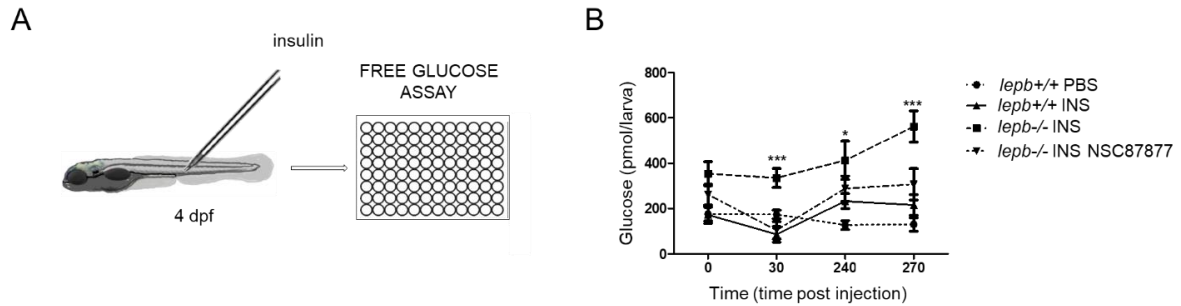 A
insulin
FREE GLUCOSE
ASSAY
4 dpf
B
Glucose (pmol/larva)
800
600
400
200
0
***
*
***
0 30 240 270
Time (time post injection)
lepb+/+ PBS
lepb+/+ INS
lepb-/- INS
lepb-/- INS NSC87877